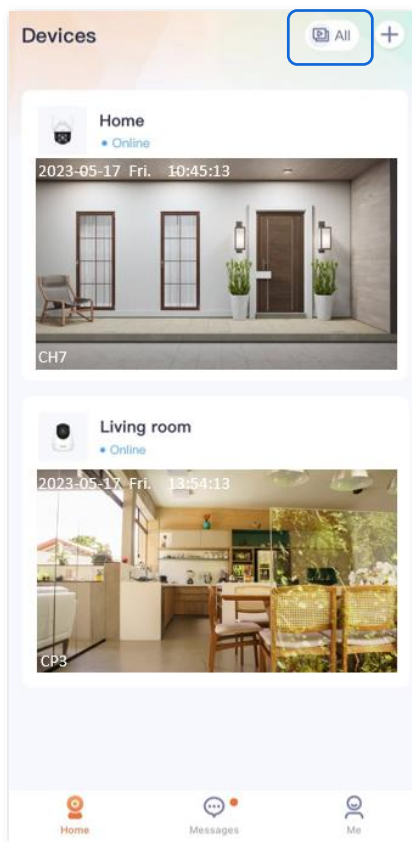 Devices
All
Home
Online
2023-05-17 Fri. 10:45:13
CH7
Living room
Online
2023-05-17 Fri. 13:54:13
CP3
Home
Messages
Me